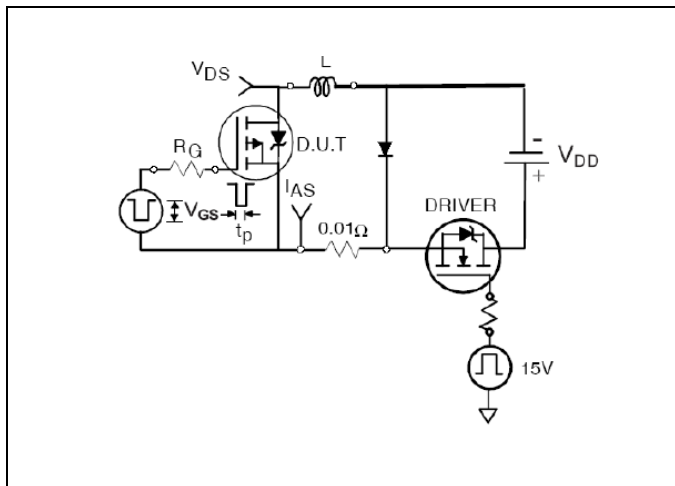 L
VDS
D.U.T
RG
IAS
VGS
tp
0.01Ω
DRIVER
-
VDD
+
15V